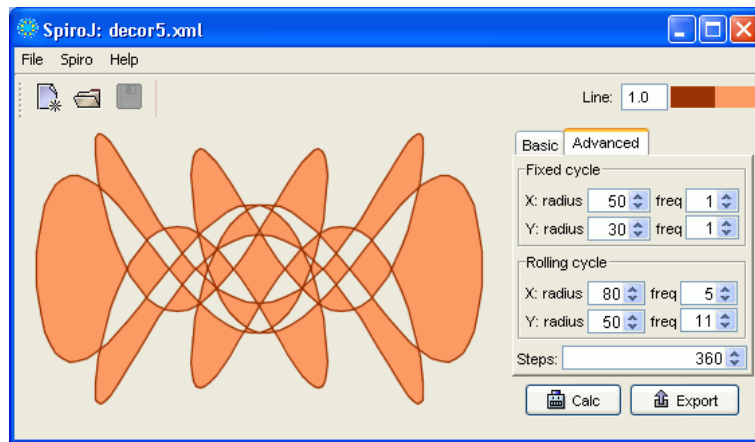 SpiroJ: decor5.xml
File Spiro Help
Line: 1.0
Basic Advanced
Fixed cycle
X: radius 50 freq 1
Y: radius 30 freq 1
Rolling cycle
X: radius 80 freq 5
Y: radius 50 freq 11
Steps: 360
Calc Export